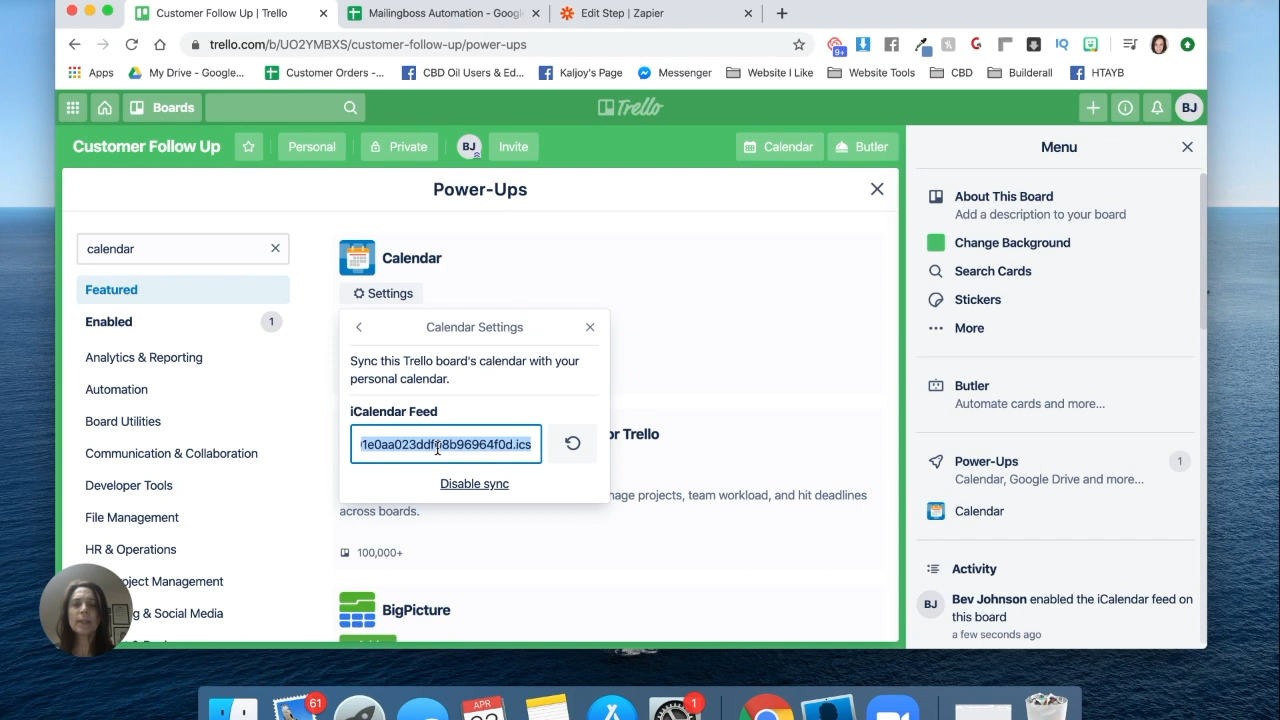 Customer Follow Up | Trello
Mailingboss Automation - Googl
Edit Step | Zapier
trello.com/b/UO2YMBXS/customer-follow-up/power-ups
9+
IQ
Apps
My Drive - Google...
Customer Orders -...
CBD Oil Users & Ed...
Kaljoy's Page
Messenger
Website I Like
Website Tools
CBD
Builderall
HTAYB
Boards
Trello
BJ
Customer Follow Up
Personal
Private
BJ
Invite
Calendar
Butler
Menu
Power-Ups
calendar
Featured
Enabled
1
Analytics & Reporting
Automation
Board Utilities
Communication & Collaboration
Developer Tools
File Management
HR & Operations
oject Management
g & Social Media
Calendar
Settings
Calendar Settings
Sync this Trello board's calendar with your
personal calendar.
iCalendar Feed
Disable sync
or Trello
nage projects, team workload, and hit deadlines
across boards.
100,000+
BigPicture
About This Board
Add a description to your board
Change Background
Search Cards
Stickers
More
Butler
Automate cards and more...
Power-Ups
1
Calendar, Google Drive and more...
Calendar
Activity
BJ
Bev Johnson enabled the iCalendar feed on
this board
a few seconds ago
61
APR
1